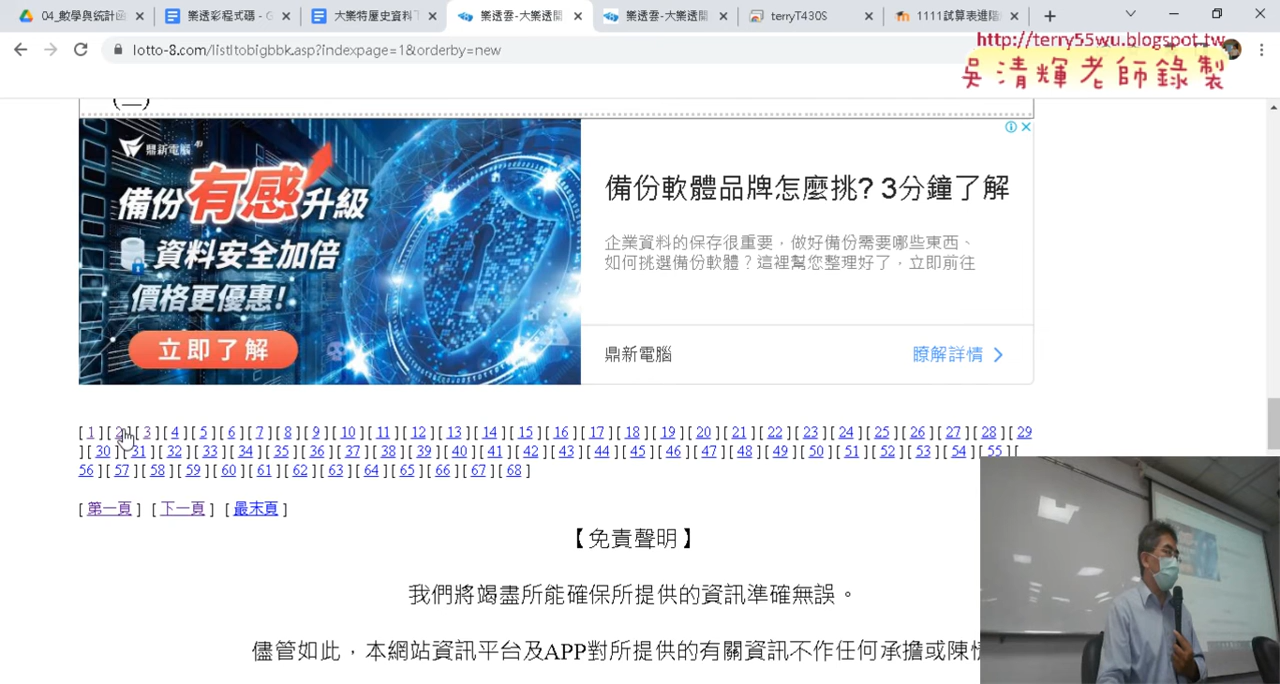 04_數學與統計函
樂透彩程式碼 - G
大樂特歷史資料下
樂透雲-大樂透開
樂透雲-大樂透開
terryT430S
1111試算表進階
lotto-8.com/listltobigbbk.asp?indexpage=1&orderby=new
http://terry55wu.blogspot.tw
吳清輝老師錄製
(二)
鼎新電腦
備份有感升級
資料安全加倍
價格更優惠!
立即了解
備份軟體品牌怎麼挑? 3分鐘了解
企業資料的保存很重要，做好備份需要哪些東西、
如何挑選備份軟體？這裡幫您整理好了，立即前往
鼎新電腦
瞭解詳情
[ 1 ] [ 2 ] [ 3 ] [ 4 ] [ 5 ] [ 6 ] [ 7 ] [ 8 ] [ 9 ] [ 10 ] [ 11 ] [ 12 ] [ 13 ] [ 14 ] [ 15 ] [ 16 ] [ 17 ] [ 18 ] [ 19 ] [ 20 ] [ 21 ] [ 22 ] [ 23 ] [ 24 ] [ 25 ] [ 26 ] [ 27 ] [ 28 ] [ 29
] [ 30 ] [ 31 ] [ 32 ] [ 33 ] [ 34 ] [ 35 ] [ 36 ] [ 37 ] [ 38 ] [ 39 ] [ 40 ] [ 41 ] [ 42 ] [ 43 ] [ 44 ] [ 45 ] [ 46 ] [ 47 ] [ 48 ] [ 49 ] [ 50 ] [ 51 ] [ 52 ] [ 53 ] [ 54 ] [ 55 ] [
56 ] [ 57 ] [ 58 ] [ 59 ] [ 60 ] [ 61 ] [ 62 ] [ 63 ] [ 64 ] [ 65 ] [ 66 ] [ 67 ] [ 68 ]
[ 第一頁 ] [ 下一頁 ] [ 最末頁 ]
【免責聲明】
我們將竭盡所能確保所提供的資訊準確無誤。
儘管如此，本網站資訊平台及APP對所提供的有關資訊不作任何承擔或陳